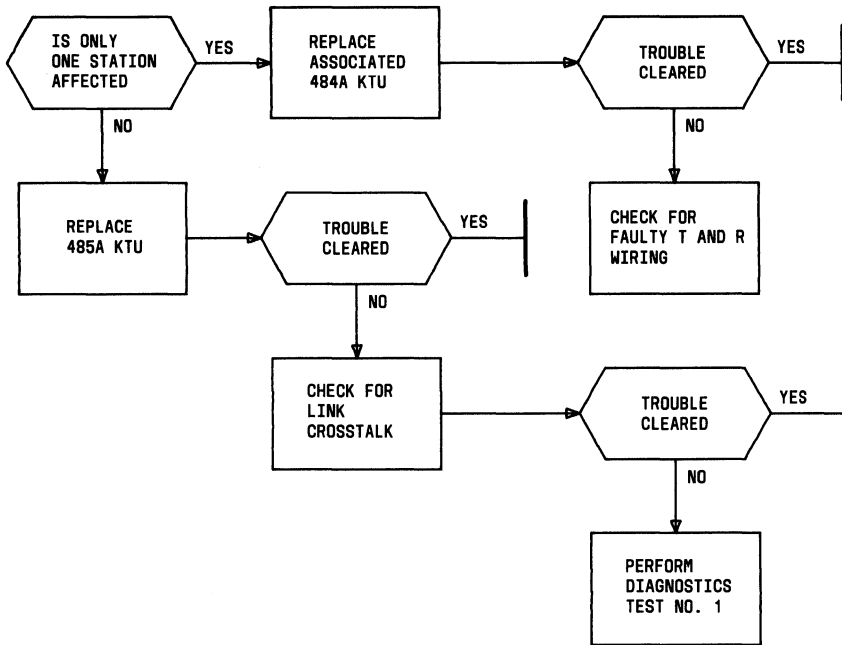 IS ONLY
ONE STATION
AFFECTED
YES
REPLACE
ASSOCIATED
484A KTU
TROUBLE
CLEARED
YES
NO
NO
REPLACE
485A KTU
TROUBLE
CLEARED
YES
CHECK FOR
FAULTY T AND R
WIRING
NO
CHECK FOR
LINK
CROSSTALK
TROUBLE
CLEARED
YES
NO
PERFORM
DIAGNOSTICS
TEST NO. 1